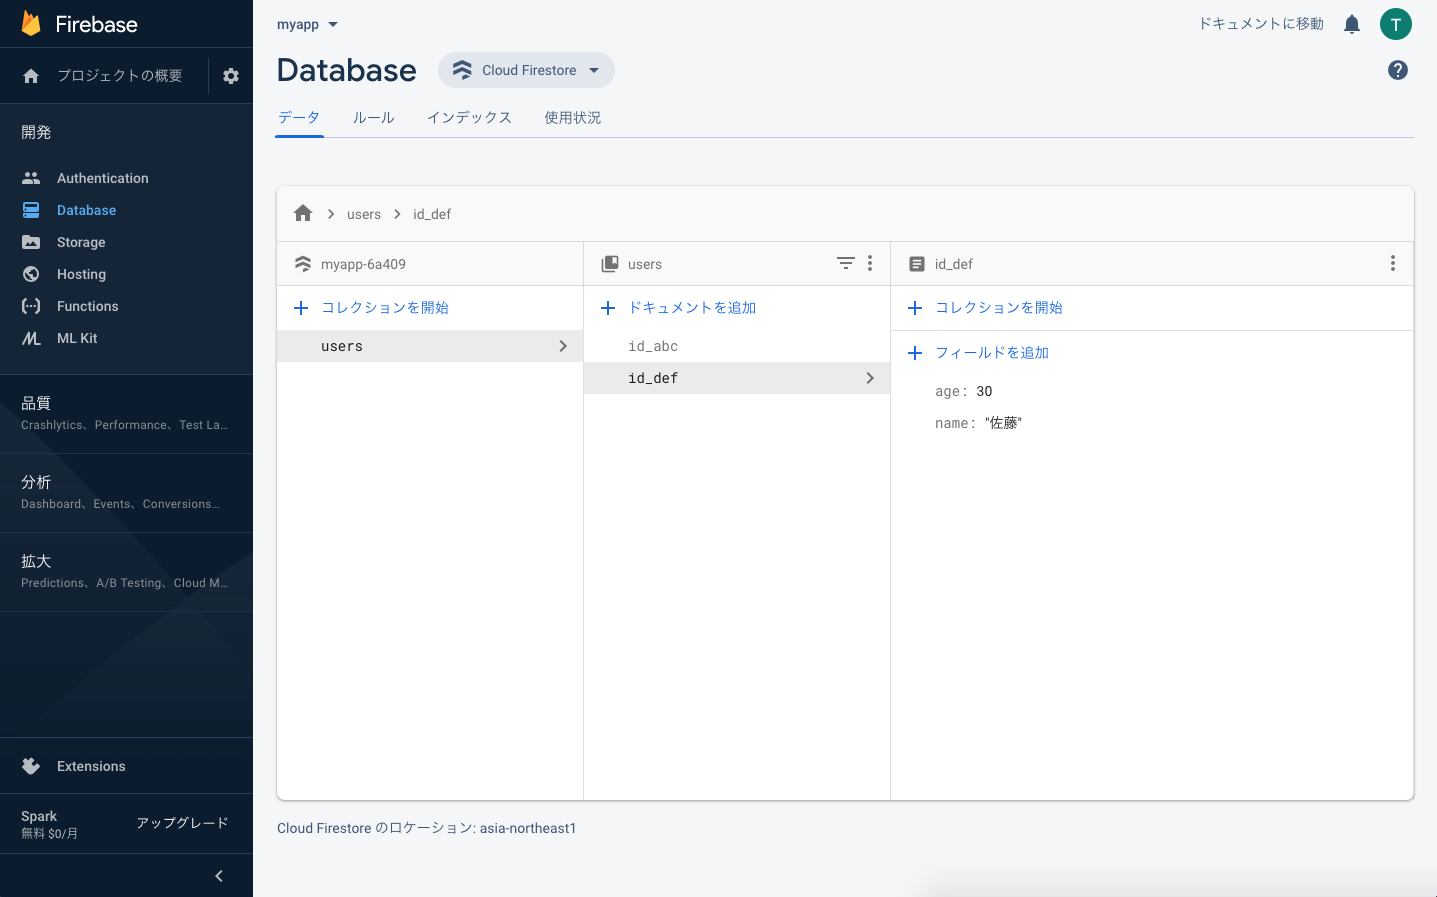 Firebase
プロジェクトの概要
開発
Authentication
Database
Storage
Hosting
Functions
ML Kit
品質
Crashlytics、Performance、Test La...
分析
Dashboard、Events、Conversions...
拡大
Predictions、A/B Testing、Cloud M...
Extensions
Spark
無料 $0/月
アップグレード
myapp
ドキュメントに移動
T
Database
Cloud Firestore
?
データ
ルール
インデックス
使用状況
users
id_def
myapp-6a409
コレクションを開始
users
users
ドキュメントを追加
id_abc
id_def
id_def
コレクションを開始
フィールドを追加
age: 30
name: "佐藤"
Cloud Firestore のロケーション: asia-northeast1